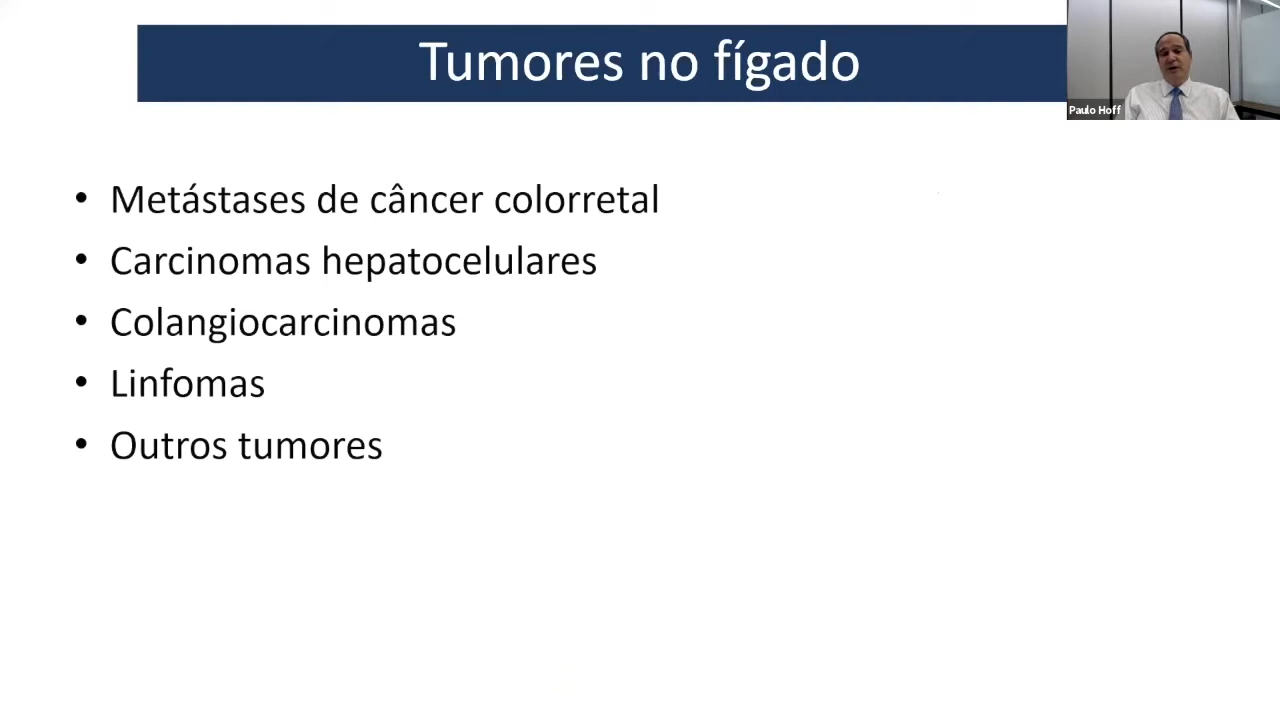 Tumores no fígado
Paulo Hoff
• Metástases de câncer colorretal
• Carcinomas hepatocelulares
• Colangiocarcinomas
• Linfomas
• Outros tumores